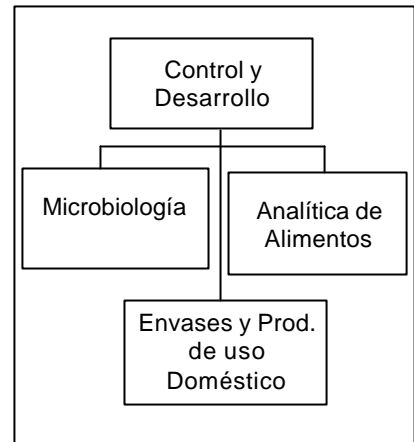 Control y
Desarrollo
Microbiología
Analítica de
Alimentos
Envases y Prod.
de uso
Doméstico